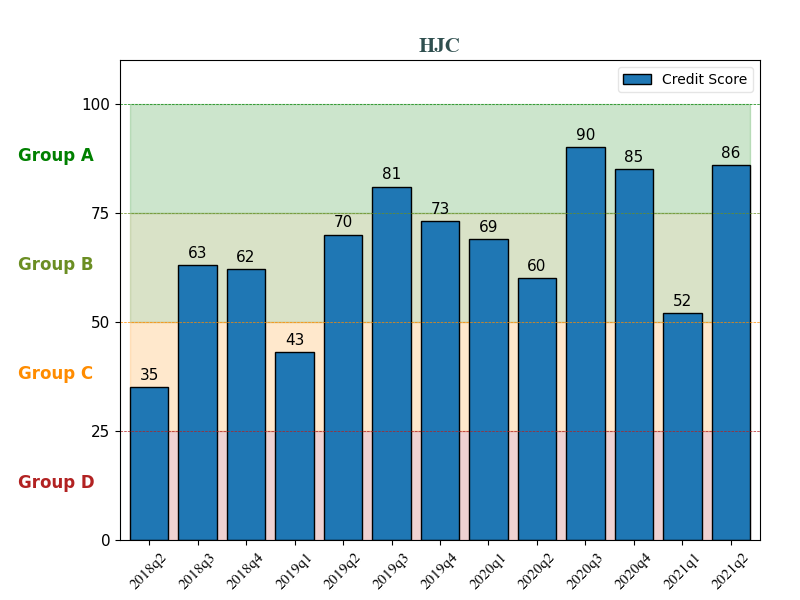 HJC
Credit Score
100
75
50
25
0
Group A
Group B
Group C
Group D
35
63
62
43
70
81
73
69
60
90
85
52
86
2018q2
2018q3
2018q4
2019q1
2019q2
2019q3
2019q4
2020q1
2020q2
2020q3
2020q4
2021q1
2021q2